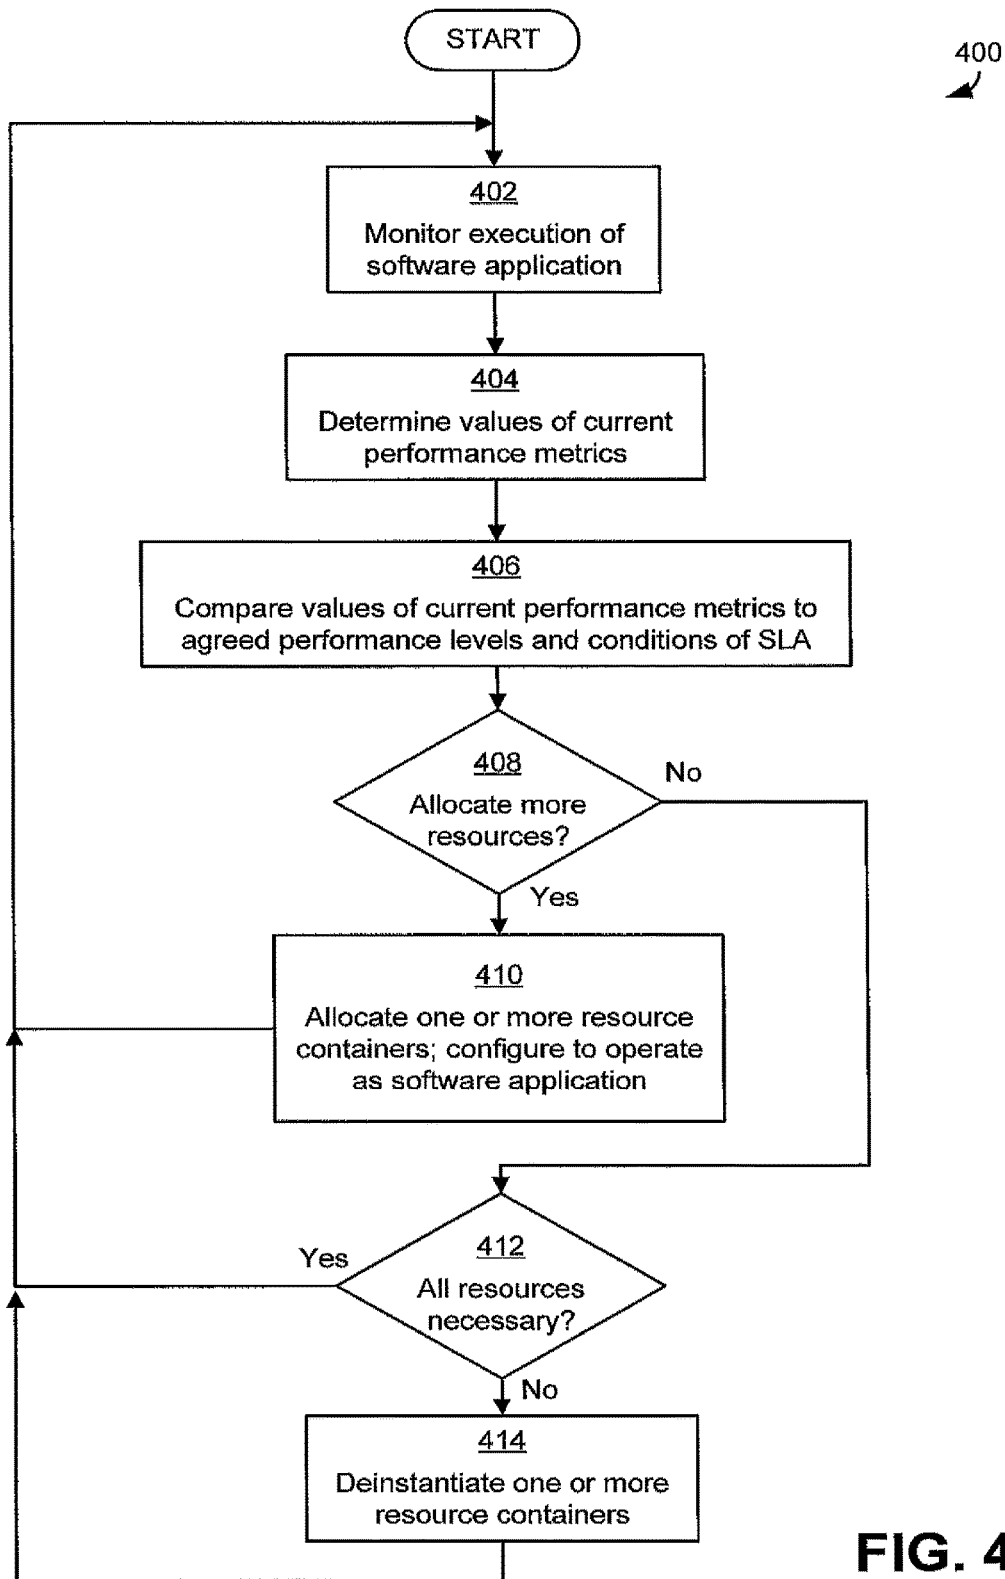 START
400
402
Monitor execution of
software application
404
Determine values of current
performance metrics
406
Compare values of current performance metrics to
agreed performance levels and conditions of SLA
408
Allocate more
resources?
No
Yes
410
Allocate one or more resource
containers; configure to operate
as software application
412
All resources
necessary?
Yes
No
414
Deinstantiate one or more
resource containers
FIG. 4